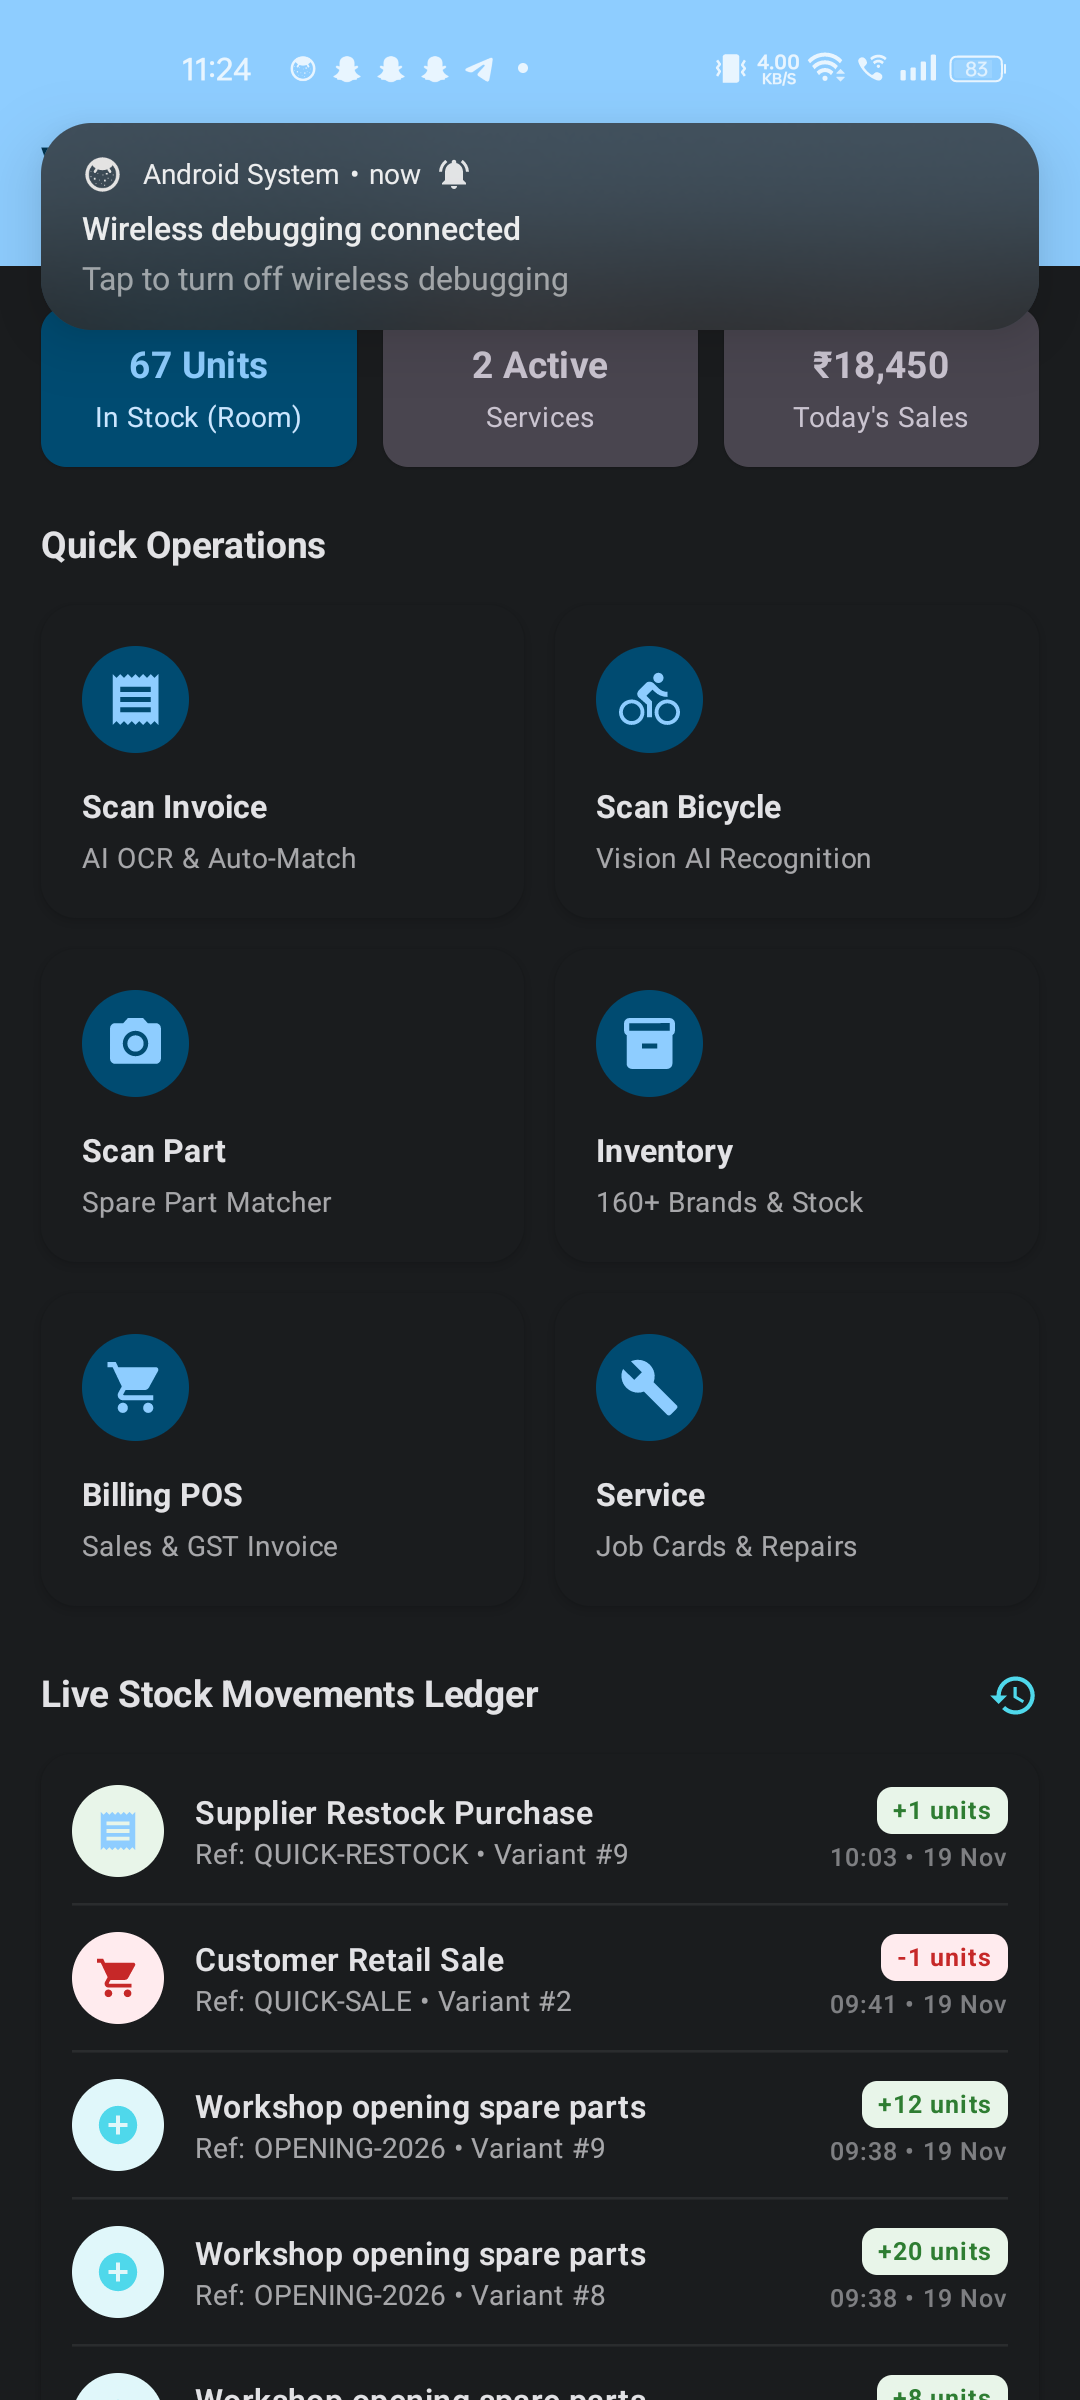 11:24
4.00
KB/S
83
Android System • now
Wireless debugging connected
Tap to turn off wireless debugging
67 Units
In Stock (Room)
2 Active
Services
₹18,450
Today's Sales
Quick Operations
Scan Invoice
AI OCR & Auto-Match
Scan Bicycle
Vision AI Recognition
Scan Part
Spare Part Matcher
Inventory
160+ Brands & Stock
Billing POS
Sales & GST Invoice
Service
Job Cards & Repairs
Live Stock Movements Ledger
Supplier Restock Purchase
+1 units
Ref: QUICK-RESTOCK • Variant #9
10:03 • 19 Nov
Customer Retail Sale
-1 units
Ref: QUICK-SALE • Variant #2
09:41 • 19 Nov
Workshop opening spare parts
+12 units
Ref: OPENING-2026 • Variant #9
09:38 • 19 Nov
Workshop opening spare parts
+20 units
Ref: OPENING-2026 • Variant #8
09:38 • 19 Nov
Workshop opening spare parts
+8 units